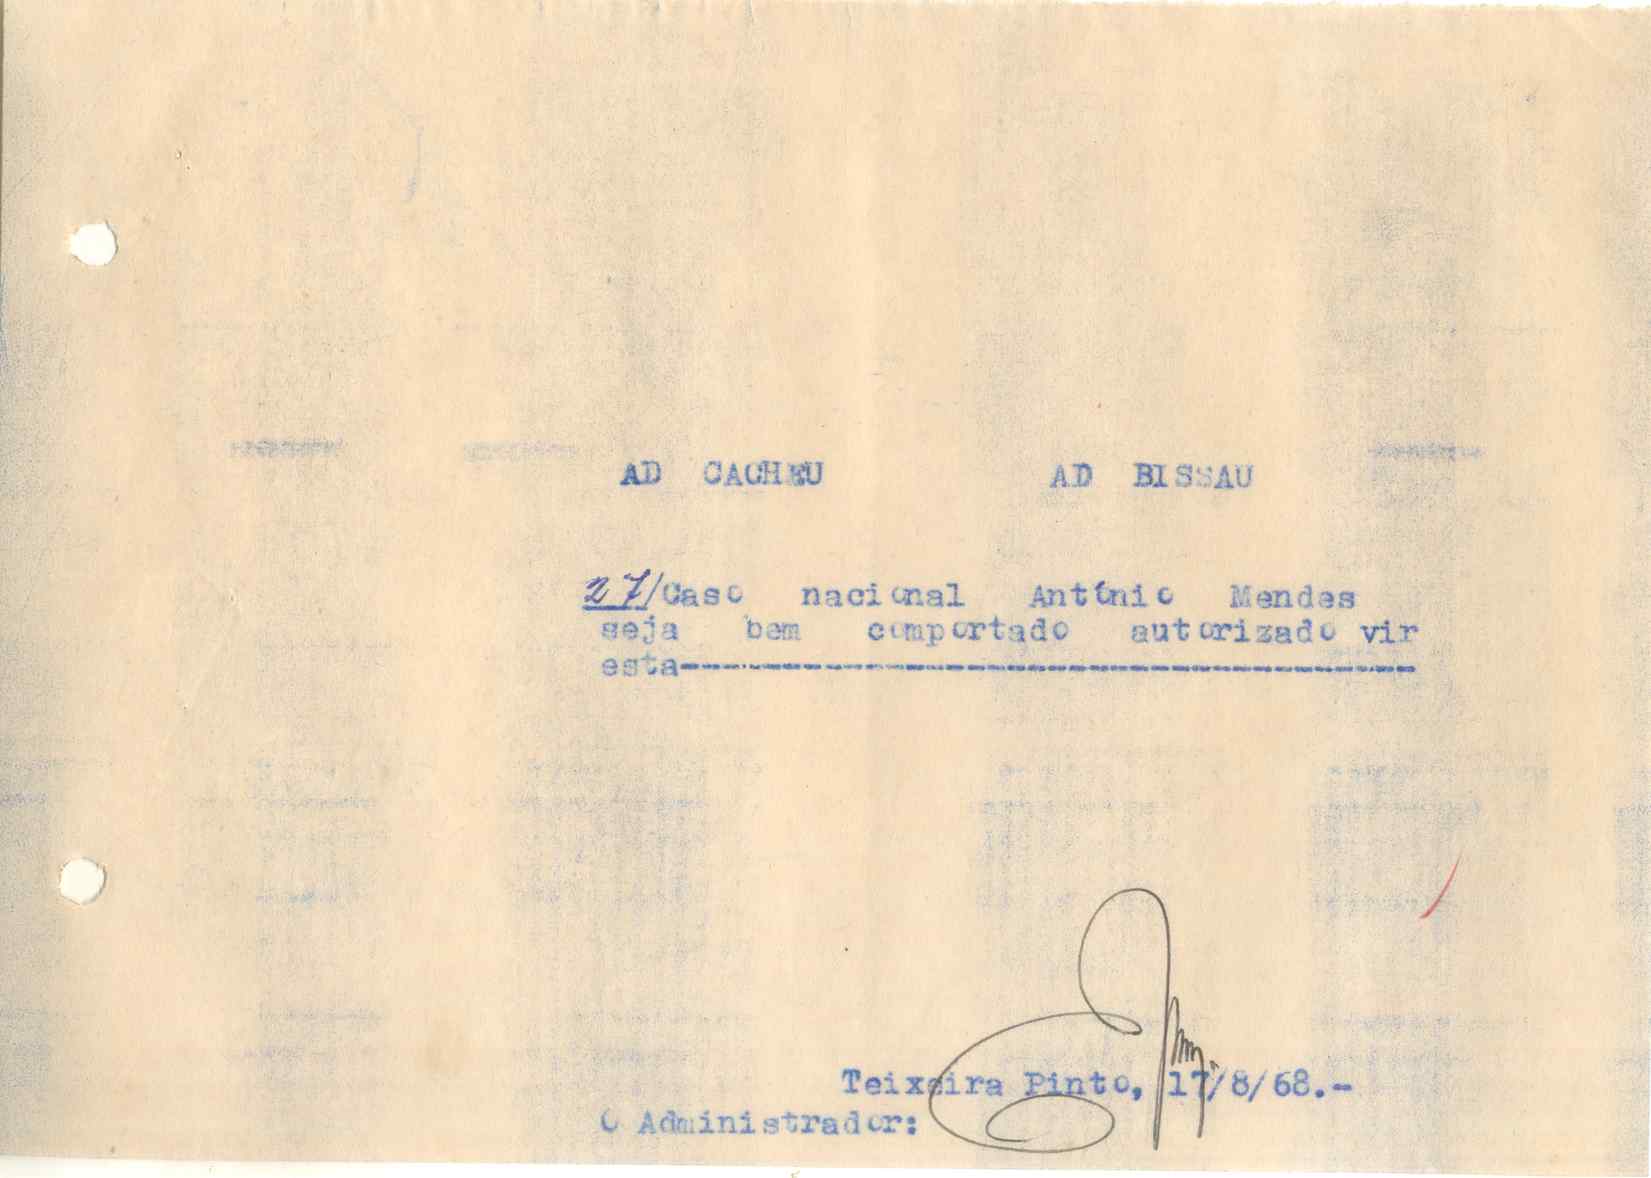 AD CACHEU AD BISSAU
27/Caso nacional António Mendes
seja bem comportado autorizado vir
esta----------------------------------------
Teixeira Pinto, 17/8/68.-
O Administrador: